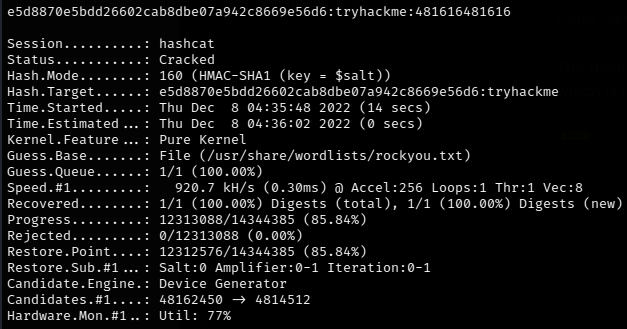 e5d8870e5bdd26602cab8dbe07a942c8669e56d6:tryhackme:481616481616
Session..........: hashcat
Status...........: Cracked
Hash.Mode........: 160 (HMAC-SHA1 (key = $salt))
Hash.Target......: e5d8870e5bdd26602cab8dbe07a942c8669e56d6:tryhackme
Time.Started.....: Thu Dec  8 04:35:48 2022 (14 secs)
Time.Estimated...: Thu Dec  8 04:36:02 2022 (0 secs)
Kernel.Feature...: Pure Kernel
Guess.Base.......: File (/usr/share/wordlists/rockyou.txt)
Guess.Queue......: 1/1 (100.00%)
Speed.#1.........:   920.7 kH/s (0.30ms) @ Accel:256 Loops:1 Thr:1 Vec:8
Recovered........: 1/1 (100.00%) Digests (total), 1/1 (100.00%) Digests (new)
Progress.........: 12313088/14344385 (85.84%)
Rejected.........: 0/12313088 (0.00%)
Restore.Point....: 12312576/14344385 (85.84%)
Restore.Sub.#1...: Salt:0 Amplifier:0-1 Iteration:0-1
Candidate.Engine.: Device Generator
Candidates.#1....: 48162450 -> 4814512
Hardware.Mon.#1..: Util: 77%